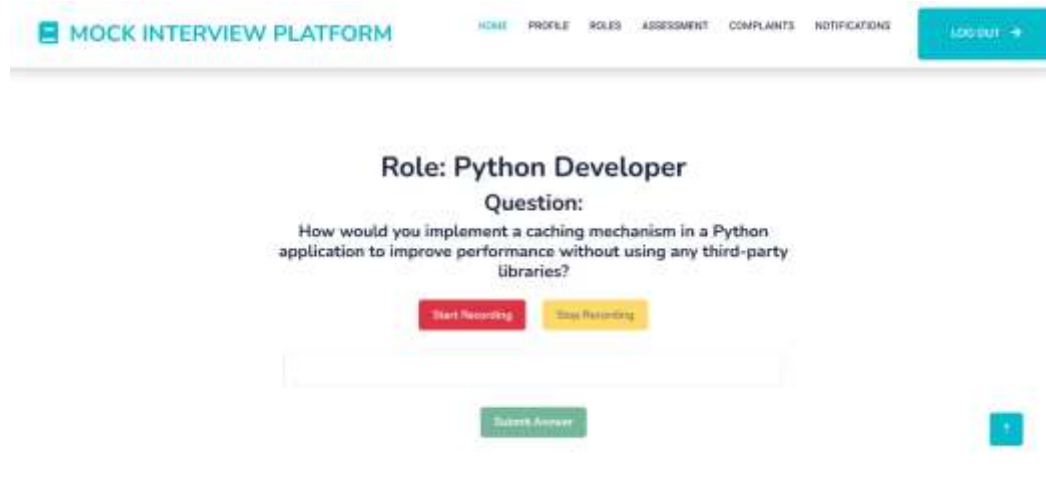 MOCK INTERVIEW PLATFORM
HOME PROFILE ROLES ASSESSMENT COMPLAINTS NOTIFICATIONS
LOG OUT →
Role: Python Developer
Question:
How would you implement a caching mechanism in a Python
application to improve performance without using any third-party
libraries?
Start Recording Stop Recording
Submit Answer